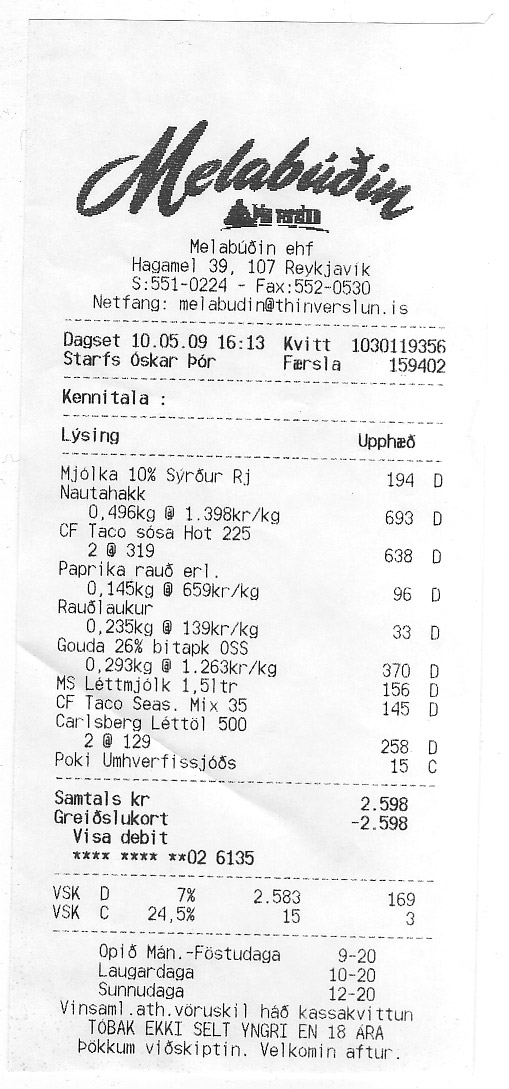 Melabúðin
Þín verslun
Melabúðin ehf
Hagamel 39, 107 Reykjavík
S:551-0224 - Fax:552-0530
Netfang: melabudin@thinverslun.is
Dagset 10.05.09 16:13 Kvitt 1030119356
Starfs Óskar Þór Færsla 159402
Kennitala :
Lýsing Upphæð
Mjólka 10% Sýrður Rj 194 D
Nautahakk
0,496kg @ 1.398kr/kg 693 D
CF Taco sósa Hot 225
2 @ 319 638 D
Paprika rauð erl.
0,145kg @ 659kr/kg 96 D
Rauðlaukur
0,235kg @ 139kr/kg 33 D
Gouda 26% bitapk OSS
0,293kg @ 1.263kr/kg 370 D
MS Léttmjólk 1,5ltr 156 D
CF Taco Seas. Mix 35 145 D
Carlsberg Léttöl 500
2 @ 129 258 D
Poki Umhverfissjóðs 15 C
Samtals kr 2.598
Greiðslukort -2.598
Visa debit
**** **** **02 6135
VSK D 7% 2.583 169
VSK C 24,5% 15 3
Opið Mán.-Föstudaga 9-20
Laugardaga 10-20
Sunnudaga 12-20
Vinsaml.ath.vöruskil háð kassakvittun
TÓBAK EKKI SELT YNGRI EN 18 ÁRA
Þökkum viðskiptin. Velkomin aftur.